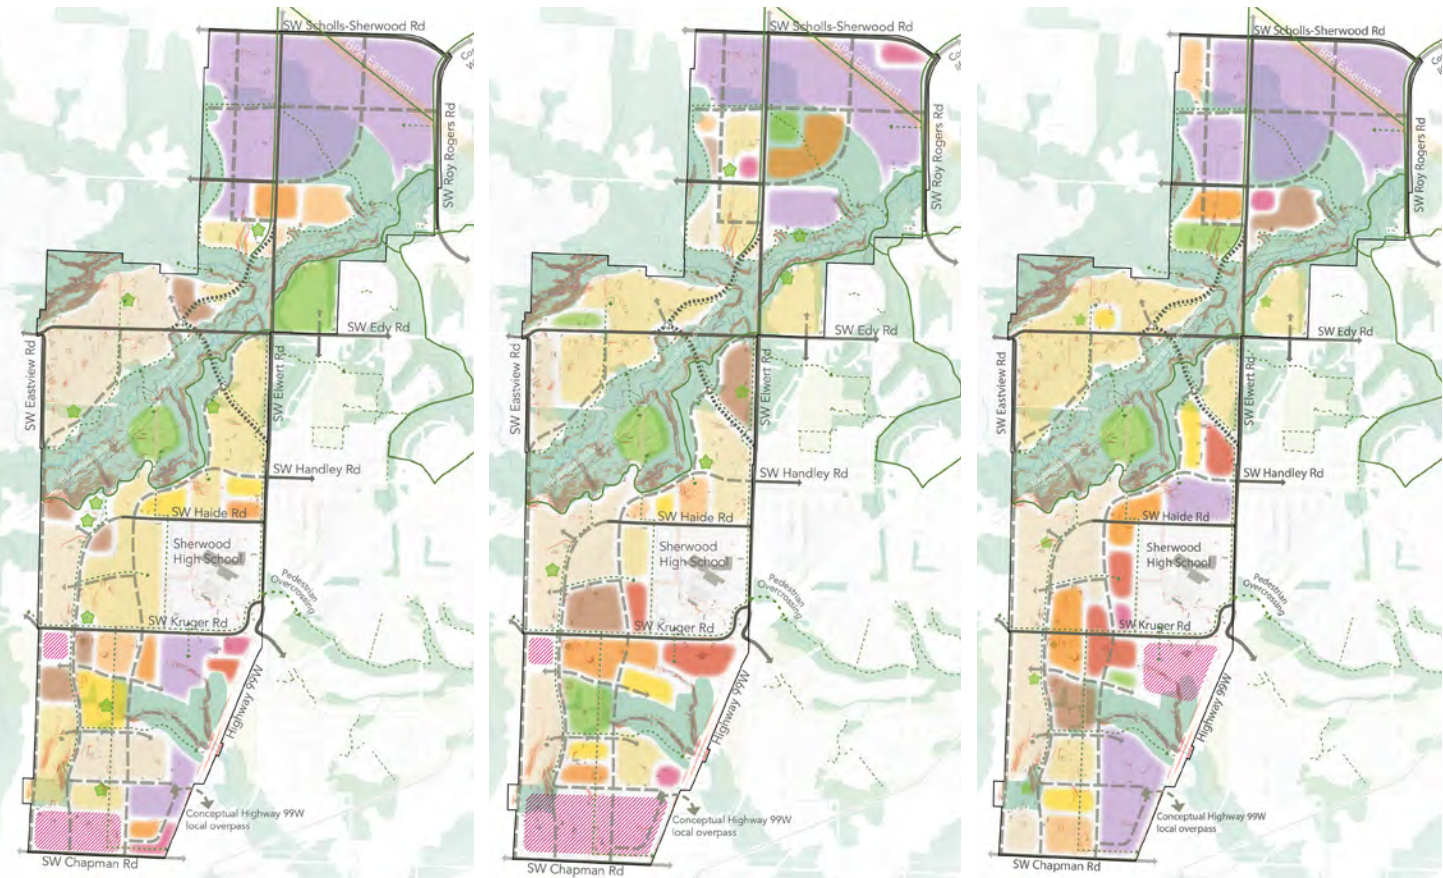 SW Scholls-Sherwood Rd
BPA Easement
SW Roy Rogers Rd
SW Edy Rd
SW Eastview Rd
SW Elwert Rd
SW Handley Rd
SW Haide Rd
Sherwood
High School
Pedestrian
Overcrossing
SW Kruger Rd
Highway 99W
Conceptual Highway 99W
local overpass
SW Chapman Rd
SW Scholls-Sherwood Rd
BPA Easement
SW Roy Rogers Rd
SW Edy Rd
SW Eastview Rd
SW Elwert Rd
SW Handley Rd
SW Haide Rd
Sherwood
High School
Pedestrian
Overcrossing
SW Kruger Rd
Highway 99W
Conceptual Highway 99W
local overpass
SW Chapman Rd
SW Scholls-Sherwood Rd
BPA Easement
SW Roy Rogers Rd
SW Edy Rd
SW Eastview Rd
SW Elwert Rd
SW Handley Rd
SW Haide Rd
Sherwood
High School
Pedestrian
Overcrossing
SW Kruger Rd
Highway 99W
Conceptual Highway 99W
local overpass
SW Chapman Rd